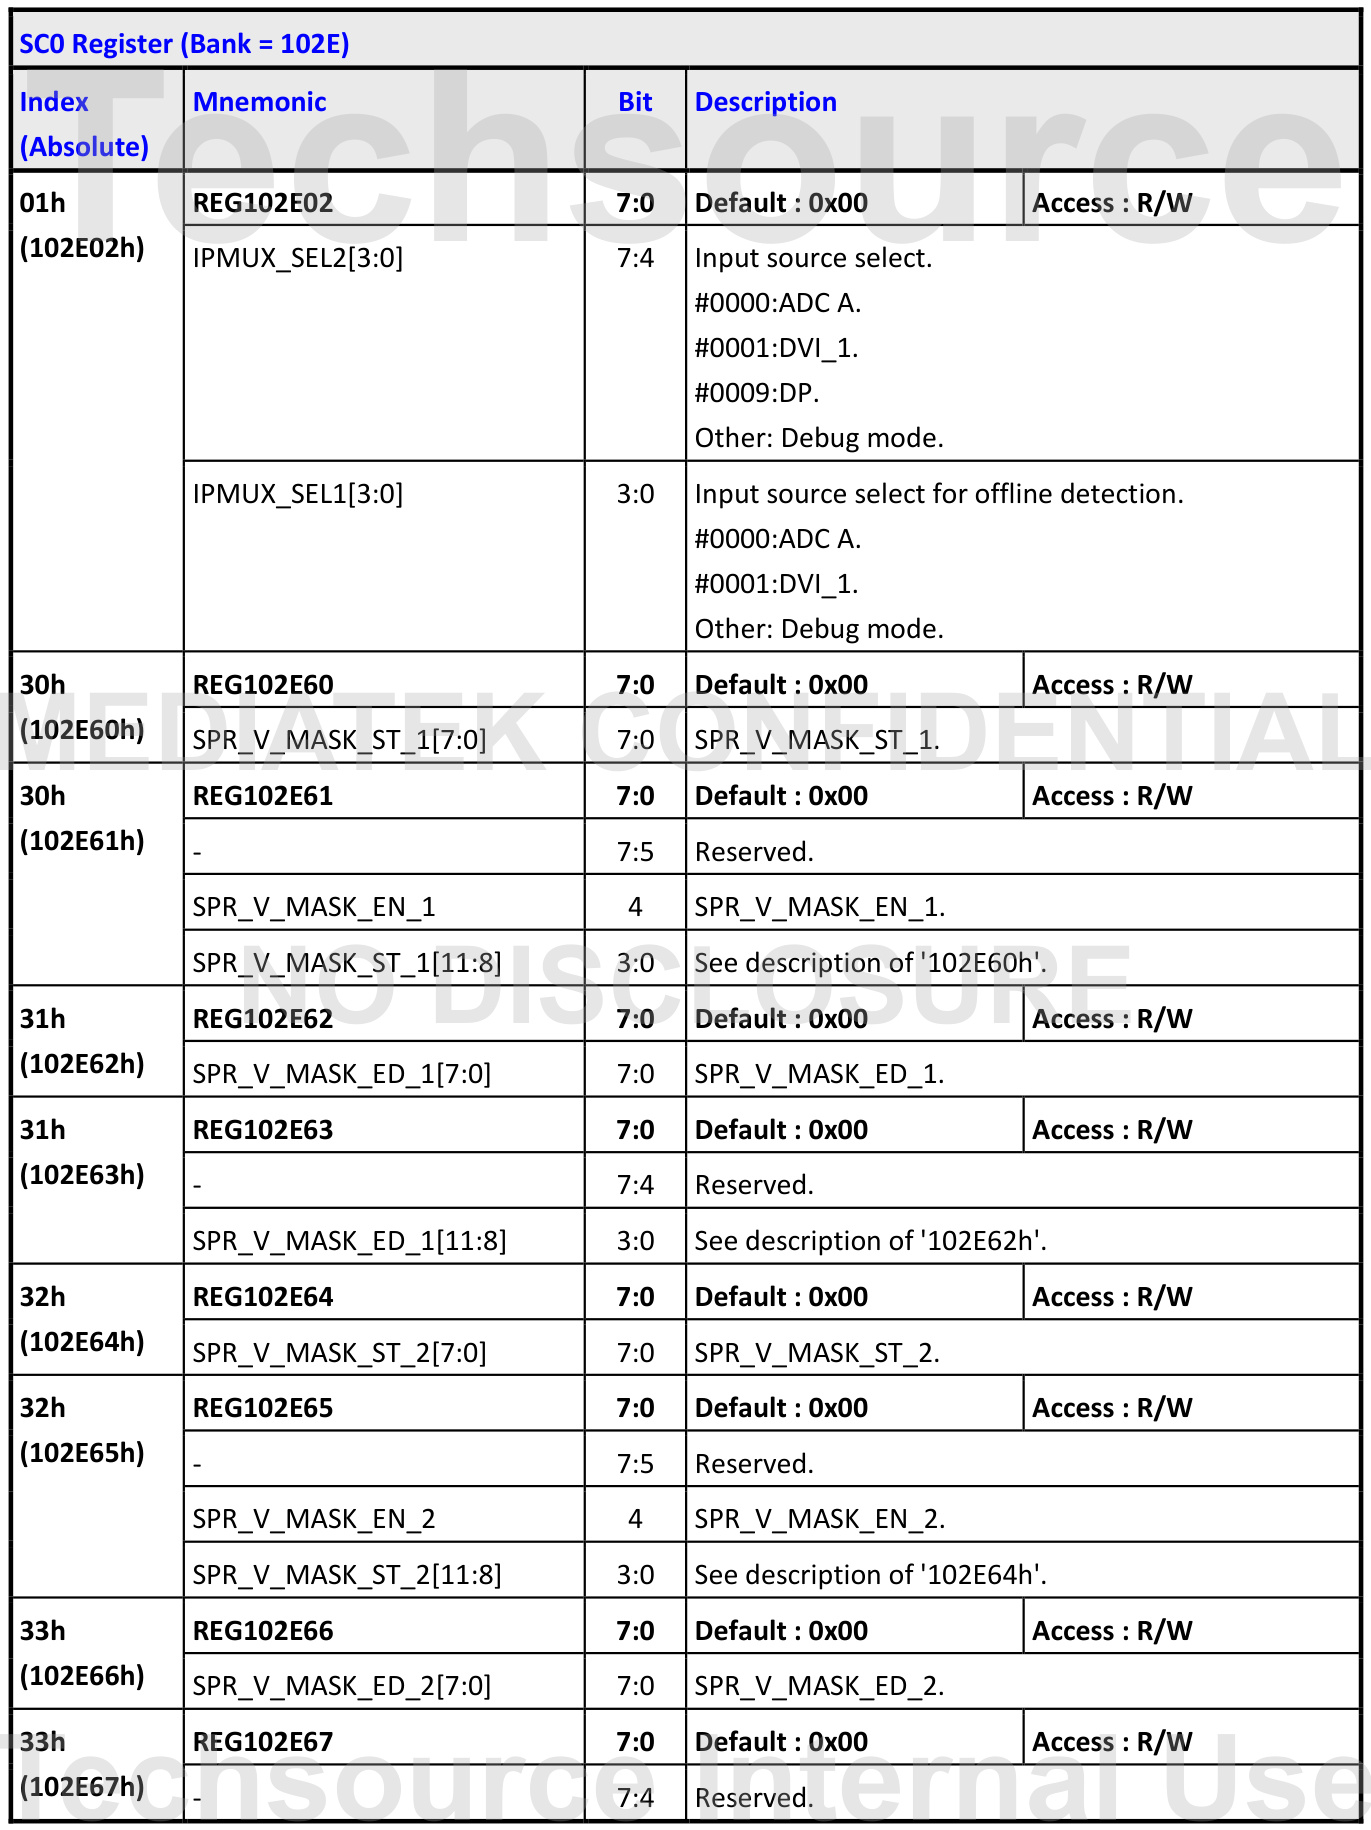 SC0 Register (Bank = 102E)
Index (Absolute) Mnemonic Bit Description
01h (102E02h) REG102E02 7:0 Default : 0x00 Access : R/W
IPMUX_SEL2[3:0] 7:4 Input source select.
#0000:ADC A.
#0001:DVI_1.
#0009:DP.
Other: Debug mode.
IPMUX_SEL1[3:0] 3:0 Input source select for offline detection.
#0000:ADC A.
#0001:DVI_1.
Other: Debug mode.
30h (102E60h) REG102E60 7:0 Default : 0x00 Access : R/W
SPR_V_MASK_ST_1[7:0] 7:0 SPR_V_MASK_ST_1.
30h (102E61h) REG102E61 7:0 Default : 0x00 Access : R/W
- 7:5 Reserved.
SPR_V_MASK_EN_1 4 SPR_V_MASK_EN_1.
SPR_V_MASK_ST_1[11:8] 3:0 See description of '102E60h'.
31h (102E62h) REG102E62 7:0 Default : 0x00 Access : R/W
SPR_V_MASK_ED_1[7:0] 7:0 SPR_V_MASK_ED_1.
31h (102E63h) REG102E63 7:0 Default : 0x00 Access : R/W
- 7:4 Reserved.
SPR_V_MASK_ED_1[11:8] 3:0 See description of '102E62h'.
32h (102E64h) REG102E64 7:0 Default : 0x00 Access : R/W
SPR_V_MASK_ST_2[7:0] 7:0 SPR_V_MASK_ST_2.
32h (102E65h) REG102E65 7:0 Default : 0x00 Access : R/W
- 7:5 Reserved.
SPR_V_MASK_EN_2 4 SPR_V_MASK_EN_2.
SPR_V_MASK_ST_2[11:8] 3:0 See description of '102E64h'.
33h (102E66h) REG102E66 7:0 Default : 0x00 Access : R/W
SPR_V_MASK_ED_2[7:0] 7:0 SPR_V_MASK_ED_2.
33h (102E67h) REG102E67 7:0 Default : 0x00 Access : R/W
- 7:4 Reserved.
Techsource
MEDIATEK CONFIDENTIAL
NO DISCLOSURE
Techsource Internal Use